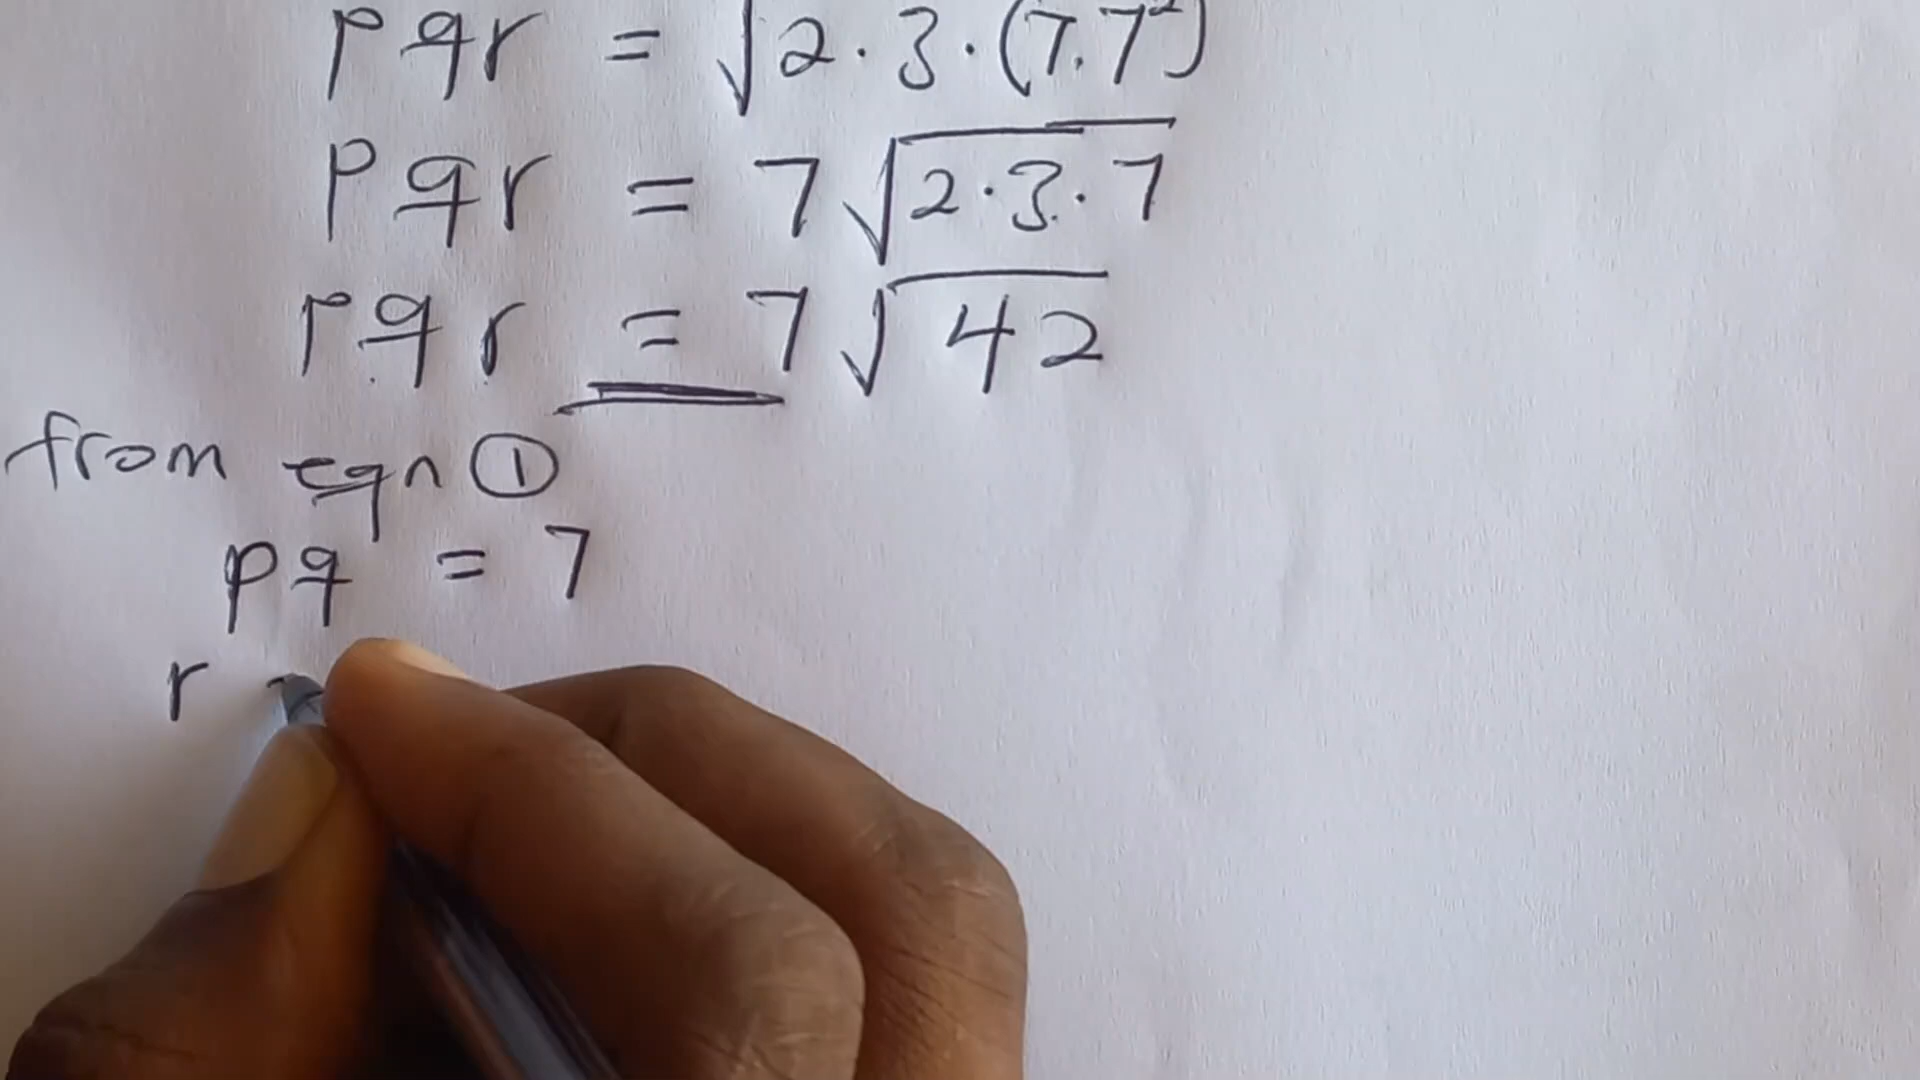 pqr = √2·3·(7.7²)
pqr = 7√2·3·7
pqr = 7√42
from eqn ①
pq = 7
r =